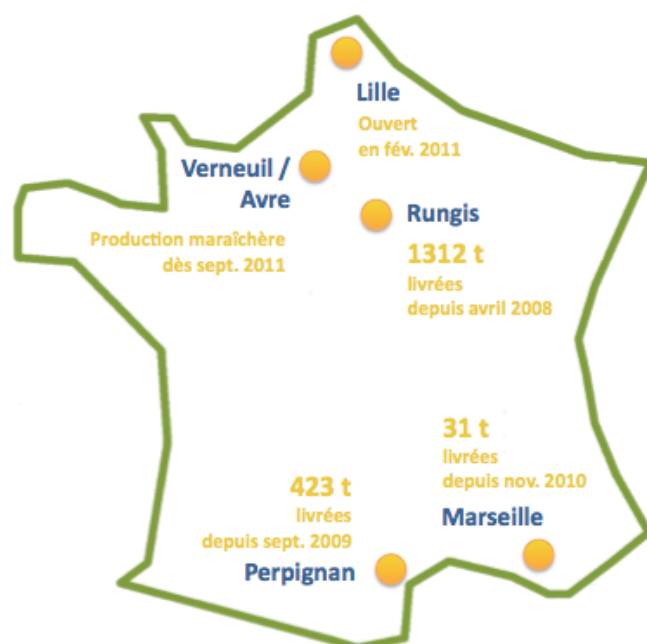 Lille
Ouvert
en fév. 2011
Verneuil /
Avre
Production maraîchère
dès sept. 2011
Rungis
1312 t
livrées
depuis avril 2008
31 t
livrées
depuis nov. 2010
Marseille
423 t
livrées
depuis sept. 2009
Perpignan